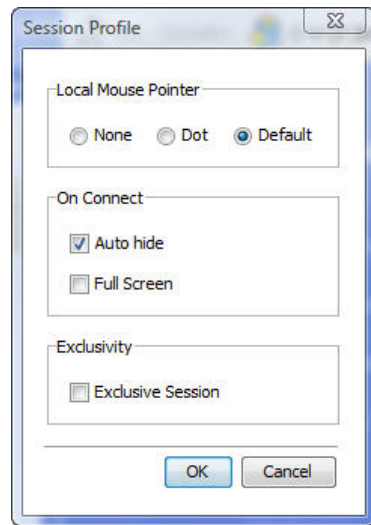 Session Profile
Local Mouse Pointer
None Dot Default
On Connect
Auto hide
Full Screen
Exclusivity
Exclusive Session
OK Cancel